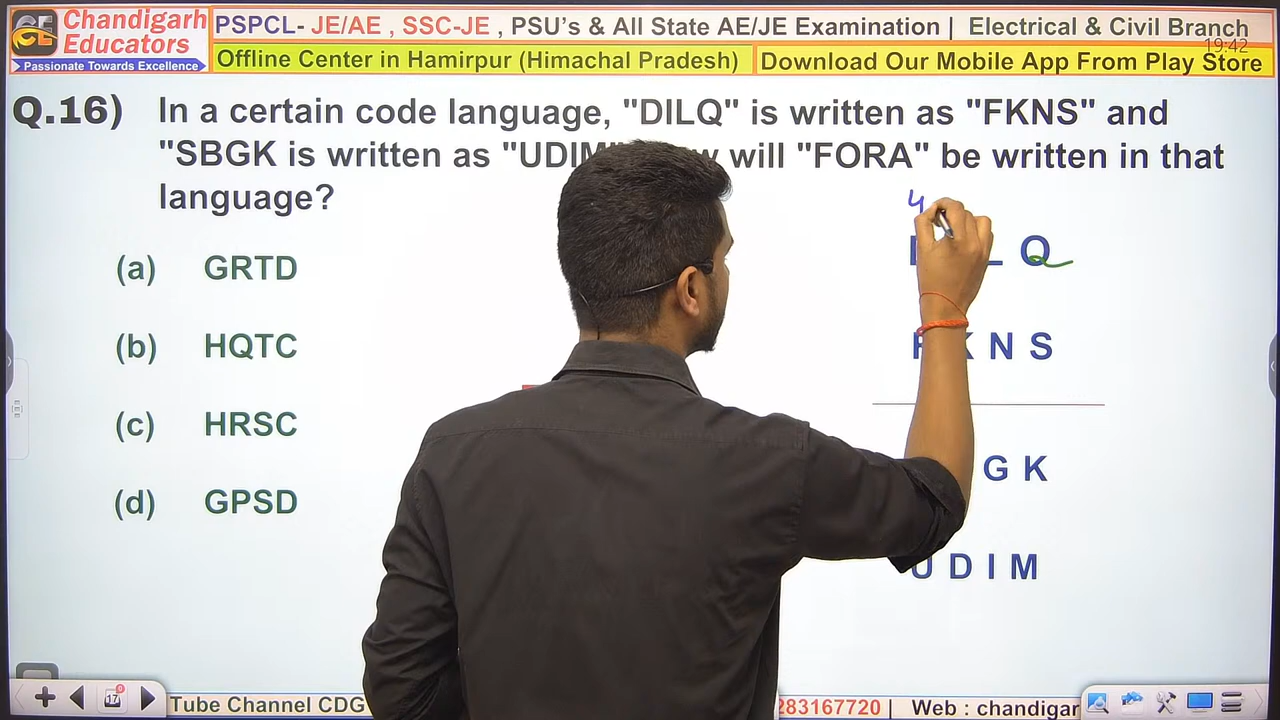 CE Chandigarh
Educators
Passionate Towards Excellence
PSPCL- JE/AE , SSC-JE , PSU's & All State AE/JE Examination | Electrical & Civil Branch
19:42
Offline Center in Hamirpur (Himachal Pradesh)
Download Our Mobile App From Play Store
Q.16) In a certain code language, "DILQ" is written as "FKNS" and
"SBGK is written as "UDIM" will "FORA" be written in that
language?
(a) GRTD
(b) HQTC
(c) HRSC
(d) GPSD
4
L Q
F K N S
G K
U D I M
17
Tube Channel CDG
283167720 | Web : chandigar